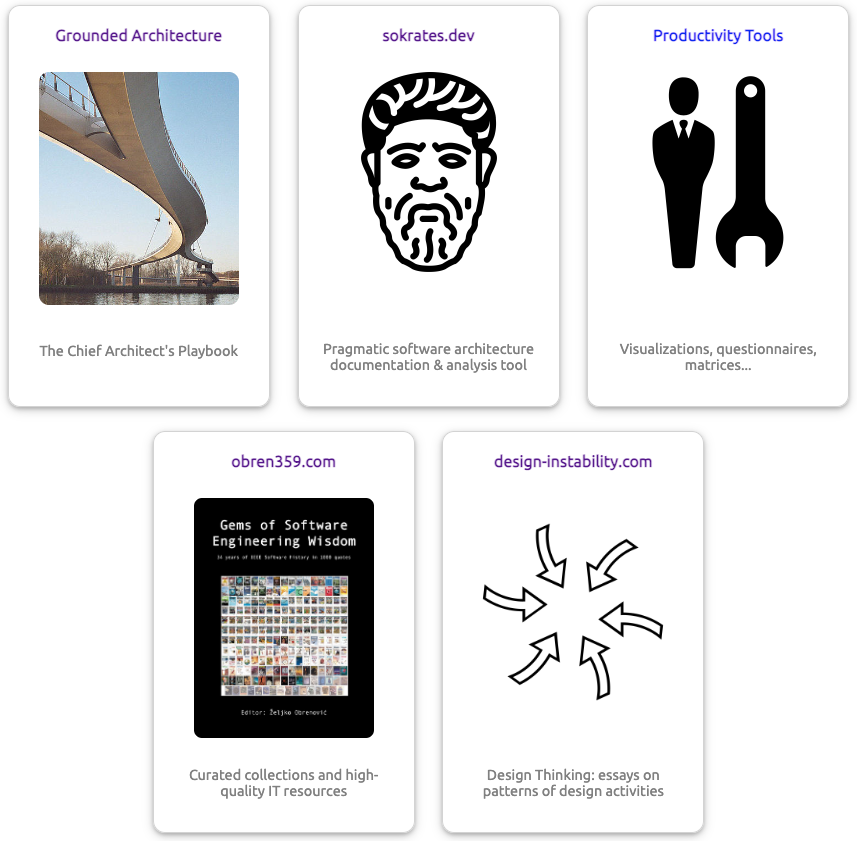 Grounded Architecture
The Chief Architect's Playbook
sokrates.dev
Pragmatic software architecture
documentation & analysis tool
Productivity Tools
Visualizations, questionnaires,
matrices...
obren359.com
Gems of Software
Engineering Wisdom
34 years of IEEE Software history in 1000 quotes
Editor: Željko Obrenović
Curated collections and high-
quality IT resources
design-instability.com
Design Thinking: essays on
patterns of design activities